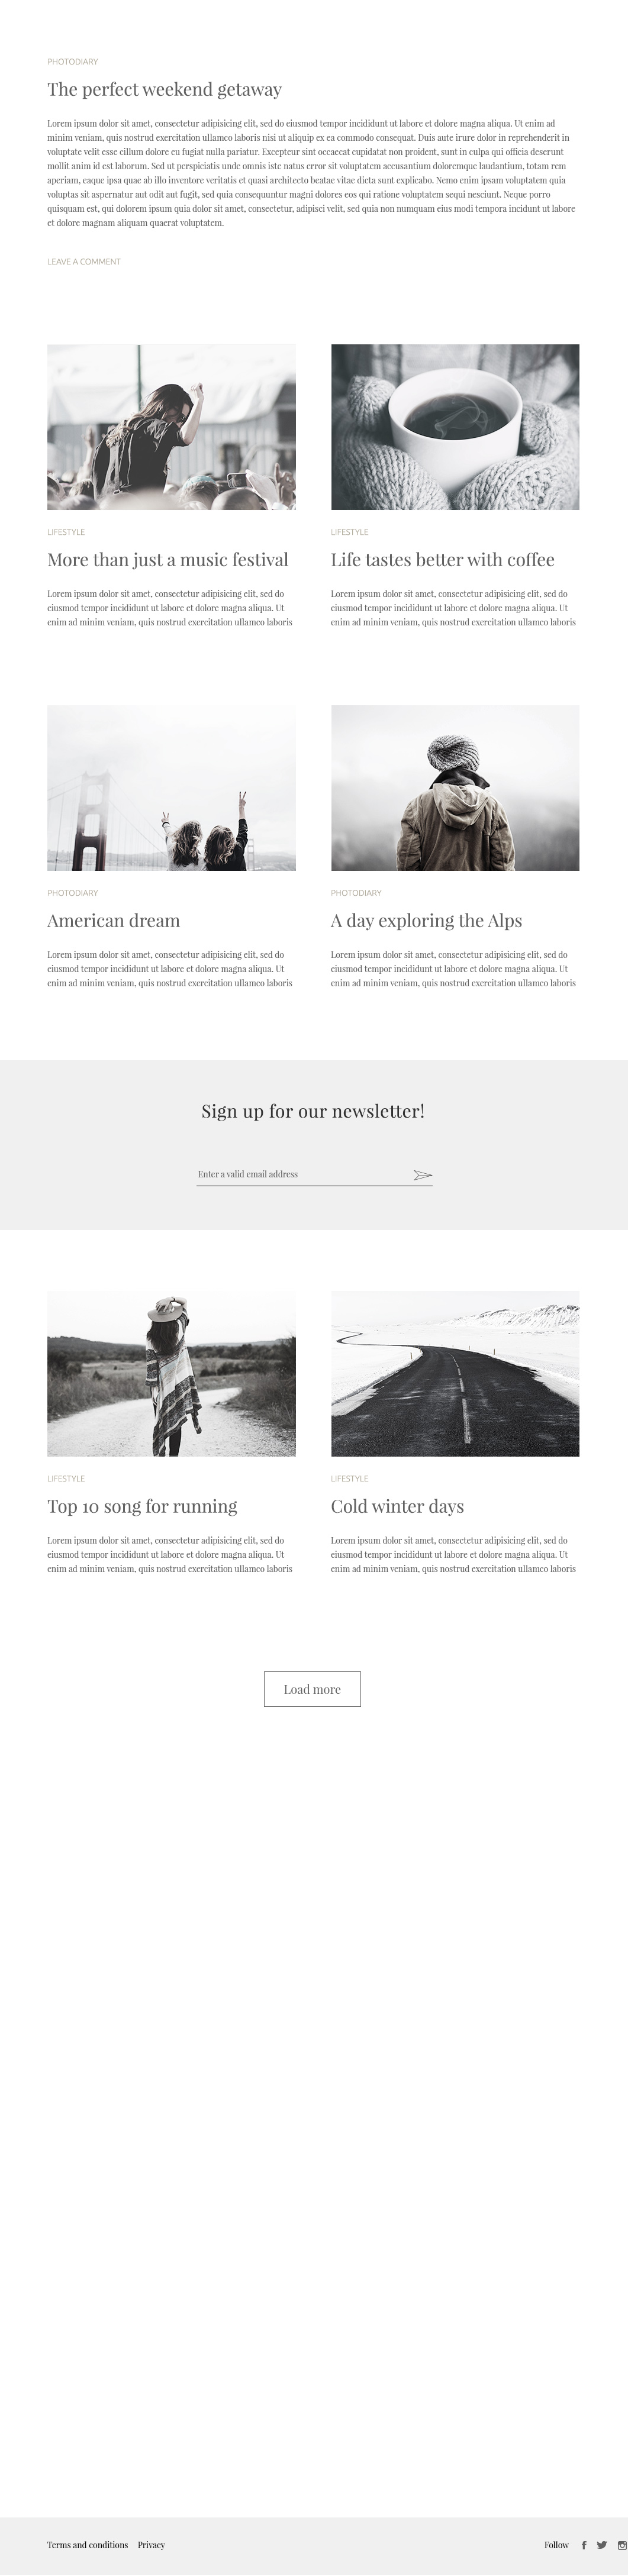 PHOTODIARY
The perfect weekend getaway
Lorem ipsum dolor sit amet, consectetur adipisicing elit, sed do eiusmod tempor incididunt ut labore et dolore magna aliqua. Ut enim ad
minim veniam, quis nostrud exercitation ullamco laboris nisi ut aliquip ex ea commodo consequat. Duis aute irure dolor in reprehenderit in
voluptate velit esse cillum dolore eu fugiat nulla pariatur. Excepteur sint occaecat cupidatat non proident, sunt in culpa qui officia deserunt
mollit anim id est laborum. Sed ut perspiciatis unde omnis iste natus error sit voluptatem accusantium doloremque laudantium, totam rem
aperiam, eaque ipsa quae ab illo inventore veritatis et quasi architecto beatae vitae dicta sunt explicabo. Nemo enim ipsam voluptatem quia
voluptas sit aspernatur aut odit aut fugit, sed quia consequuntur magni dolores eos qui ratione voluptatem sequi nesciunt. Neque porro
quisquam est, qui dolorem ipsum quia dolor sit amet, consectetur, adipisci velit, sed quia non numquam eius modi tempora incidunt ut labore
et dolore magnam aliquam quaerat voluptatem.
LEAVE A COMMENT
LIFESTYLE
More than just a music festival
Lorem ipsum dolor sit amet, consectetur adipisicing elit, sed do
eiusmod tempor incididunt ut labore et dolore magna aliqua. Ut
enim ad minim veniam, quis nostrud exercitation ullamco laboris
LIFESTYLE
Life tastes better with coffee
Lorem ipsum dolor sit amet, consectetur adipisicing elit, sed do
eiusmod tempor incididunt ut labore et dolore magna aliqua. Ut
enim ad minim veniam, quis nostrud exercitation ullamco laboris
PHOTODIARY
American dream
Lorem ipsum dolor sit amet, consectetur adipisicing elit, sed do
eiusmod tempor incididunt ut labore et dolore magna aliqua. Ut
enim ad minim veniam, quis nostrud exercitation ullamco laboris
PHOTODIARY
A day exploring the Alps
Lorem ipsum dolor sit amet, consectetur adipisicing elit, sed do
eiusmod tempor incididunt ut labore et dolore magna aliqua. Ut
enim ad minim veniam, quis nostrud exercitation ullamco laboris
Sign up for our newsletter!
Enter a valid email address
LIFESTYLE
Top 10 song for running
Lorem ipsum dolor sit amet, consectetur adipisicing elit, sed do
eiusmod tempor incididunt ut labore et dolore magna aliqua. Ut
enim ad minim veniam, quis nostrud exercitation ullamco laboris
LIFESTYLE
Cold winter days
Lorem ipsum dolor sit amet, consectetur adipisicing elit, sed do
eiusmod tempor incididunt ut labore et dolore magna aliqua. Ut
enim ad minim veniam, quis nostrud exercitation ullamco laboris
Load more
Terms and conditions Privacy
Follow